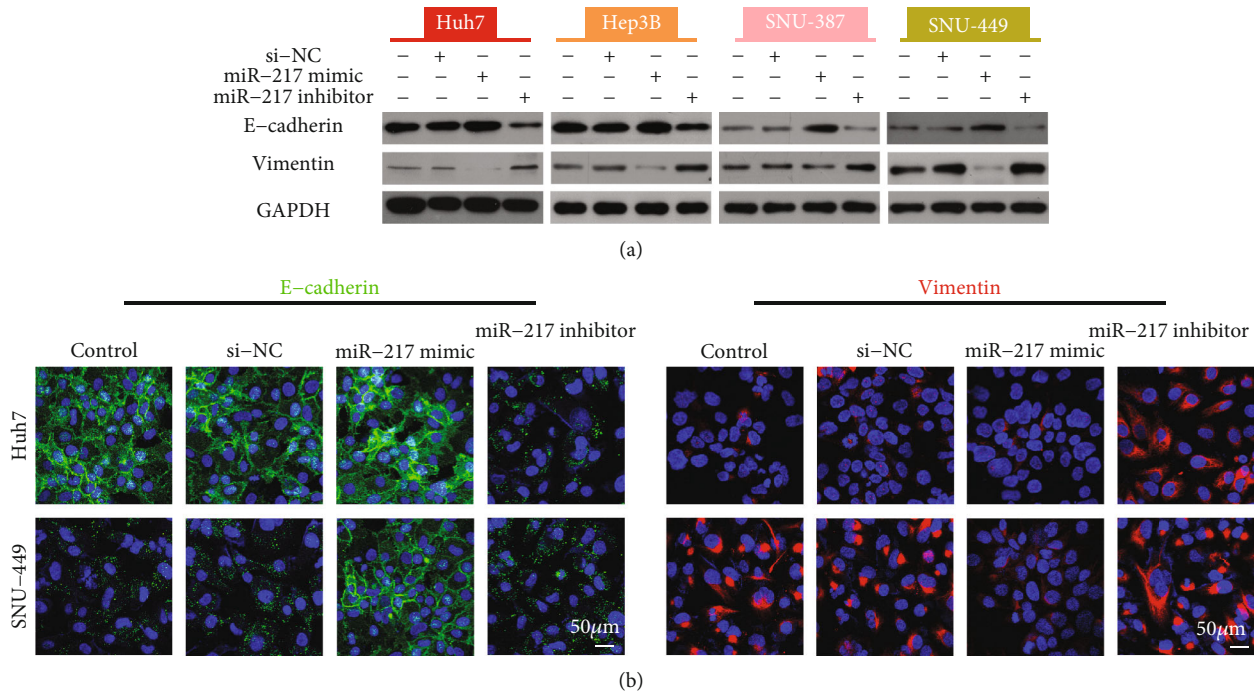 Huh7 Hep3B SNU-387 SNU-449
si−NC − + − − − + − − − + − − − + − −
miR−217 mimic − − + − − − + − − − + − − − + −
miR−217 inhibitor − − − + − − − + − − − + − − − +
E−cadherin
Vimentin
GAPDH
(a)
E−cadherin Vimentin
Control si−NC miR−217 mimic miR−217 inhibitor Control si−NC miR−217 mimic miR−217 inhibitor
Huh7
SNU−449
50μm 50μm
(b)